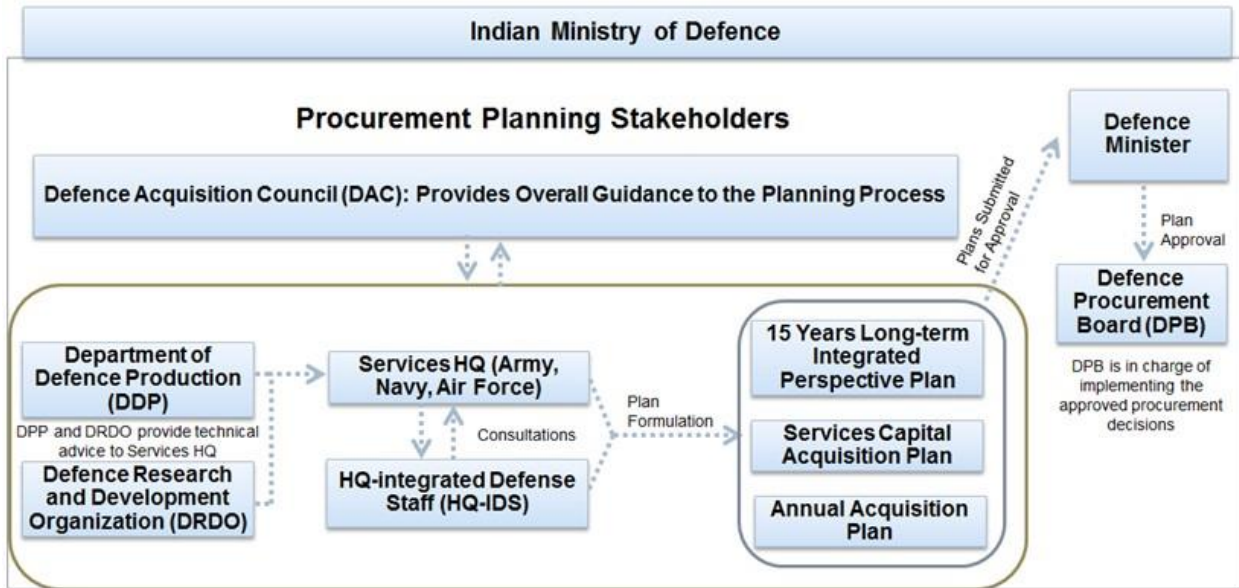 Indian Ministry of Defence
Procurement Planning Stakeholders
Defence Acquisition Council (DAC): Provides Overall Guidance to the Planning Process
Department of
Defence Production
(DDP)
DPP and DRDO provide technical
advice to Services HQ
Defence Research
and Development
Organization (DRDO)
Services HQ (Army,
Navy, Air Force)
Consultations
HQ-integrated Defense
Staff (HQ-IDS)
Plan
Formulation
15 Years Long-term
Integrated
Perspective Plan
Services Capital
Acquisition Plan
Annual Acquisition
Plan
Plans Submitted
for Approval
Defence
Minister
Plan
Approval
Defence
Procurement
Board (DPB)
DPB is in charge of
implementing the
approved procurement
decisions